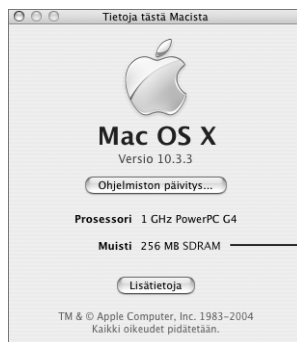 Tietoja tästä Macista
Mac OS X
Versio 10.3.3
Ohjelmiston päivitys...
Prosessori 1 GHz PowerPC G4
Muisti 256 MB SDRAM
Lisätietoja
TM & © Apple Computer, Inc. 1983–2004
Kaikki oikeudet pidätetään.